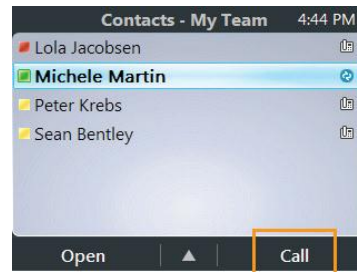 Contacts - My Team 4:44 PM
Lola Jacobsen
Michele Martin
Peter Krebs
Sean Bentley
Open Call